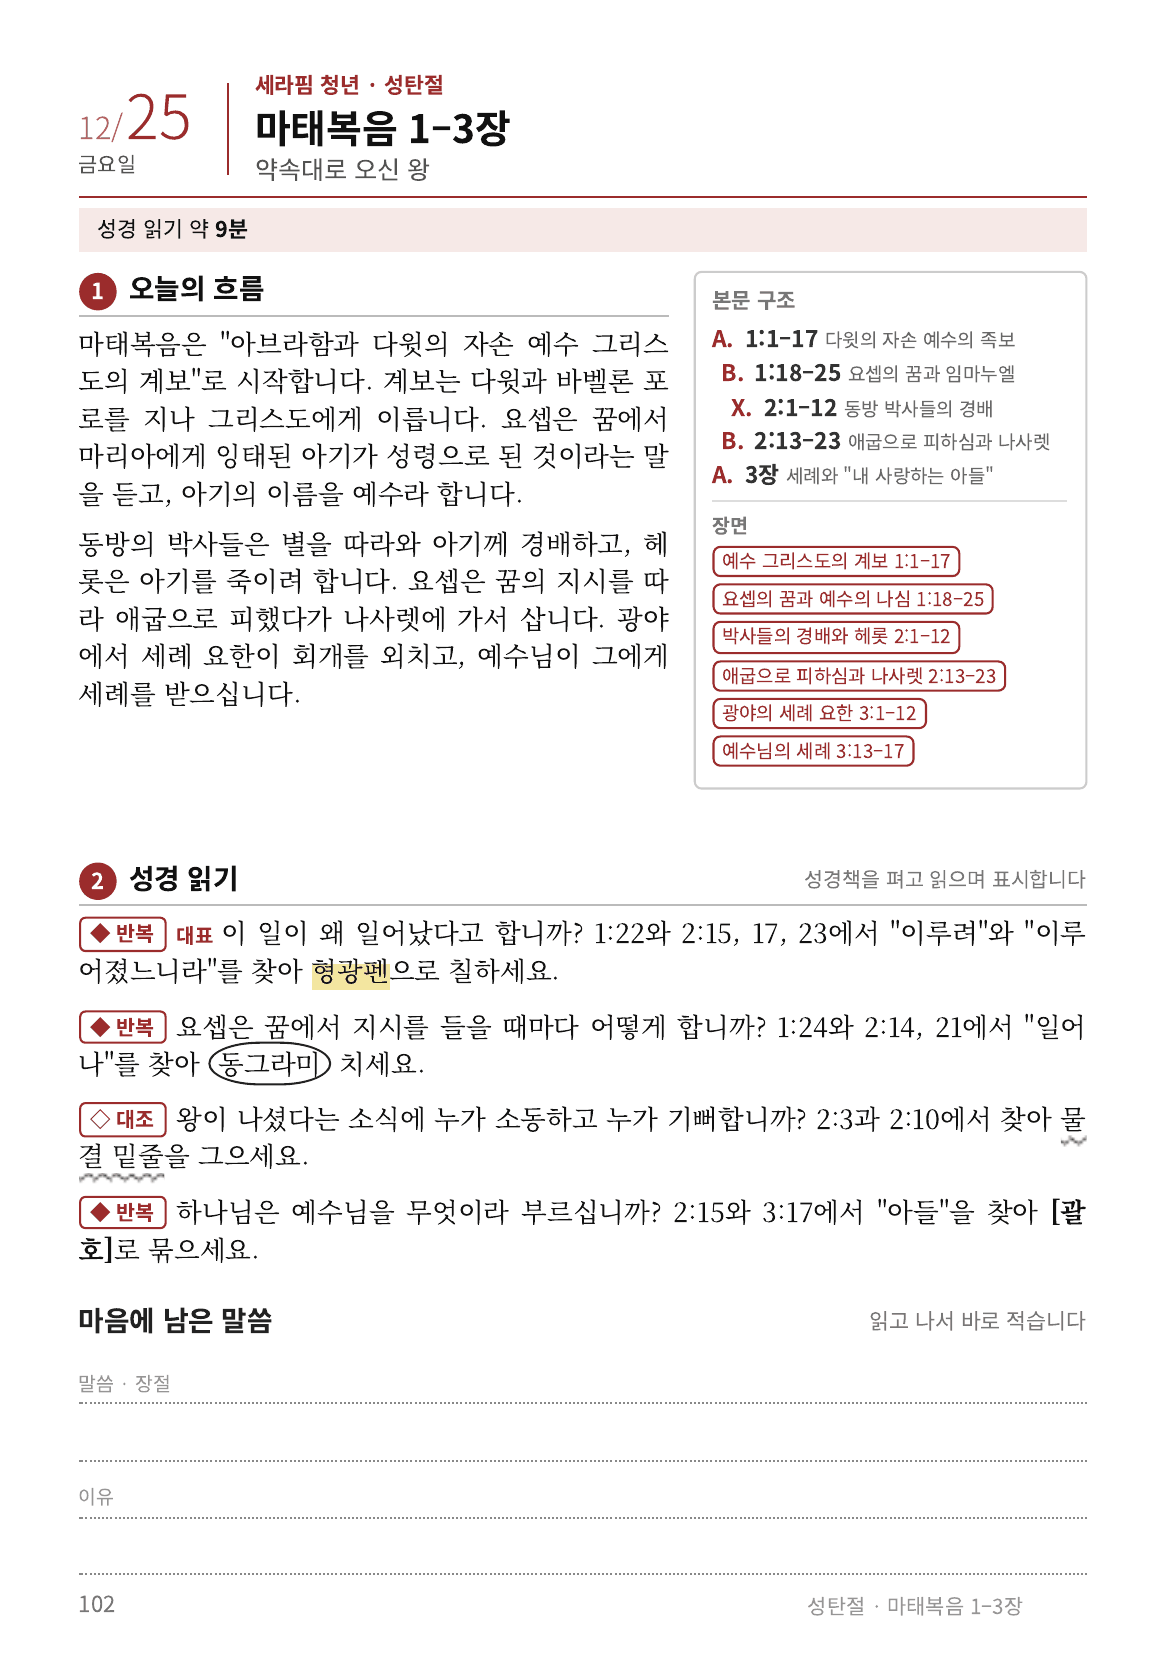 12/25
금요일
세라핌 청년 · 성탄절
마태복음 1–3장
약속대로 오신 왕
성경 읽기 약 9분
1 오늘의 흐름
마태복음은 "아브라함과 다윗의 자손 예수 그리스
도의 계보"로 시작합니다. 계보는 다윗과 바벨론 포
로를 지나 그리스도에게 이릅니다. 요셉은 꿈에서
마리아에게 잉태된 아기가 성령으로 된 것이라는 말
을 듣고, 아기의 이름을 예수라 합니다.
동방의 박사들은 별을 따라와 아기께 경배하고, 헤
롯은 아기를 죽이려 합니다. 요셉은 꿈의 지시를 따
라 애굽으로 피했다가 나사렛에 가서 삽니다. 광야
에서 세례 요한이 회개를 외치고, 예수님이 그에게
세례를 받으십니다.
본문 구조
A. 1:1–17 다윗의 자손 예수의 족보
B. 1:18–25 요셉의 꿈과 임마누엘
X. 2:1–12 동방 박사들의 경배
B. 2:13–23 애굽으로 피하심과 나사렛
A. 3장 세례와 "내 사랑하는 아들"
장면
예수 그리스도의 계보 1:1–17
요셉의 꿈과 예수의 나심 1:18–25
박사들의 경배와 헤롯 2:1–12
애굽으로 피하심과 나사렛 2:13–23
광야의 세례 요한 3:1–12
예수님의 세례 3:13–17
2 성경 읽기
성경책을 펴고 읽으며 표시합니다
◆ 반복 대표 이 일이 왜 일어났다고 합니까? 1:22와 2:15, 17, 23에서 "이루려"와 "이루
어졌느니라"를 찾아 형광펜으로 칠하세요.
◆ 반복 요셉은 꿈에서 지시를 들을 때마다 어떻게 합니까? 1:24와 2:14, 21에서 "일어
나"를 찾아 동그라미 치세요.
◇ 대조 왕이 나셨다는 소식에 누가 소동하고 누가 기뻐합니까? 2:3과 2:10에서 찾아 물
결 밑줄을 그으세요.
◆ 반복 하나님은 예수님을 무엇이라 부르십니까? 2:15와 3:17에서 "아들"을 찾아 [괄
호]로 묶으세요.
마음에 남은 말씀
읽고 나서 바로 적습니다
말씀 · 장절
이유
102
성탄절 · 마태복음 1–3장